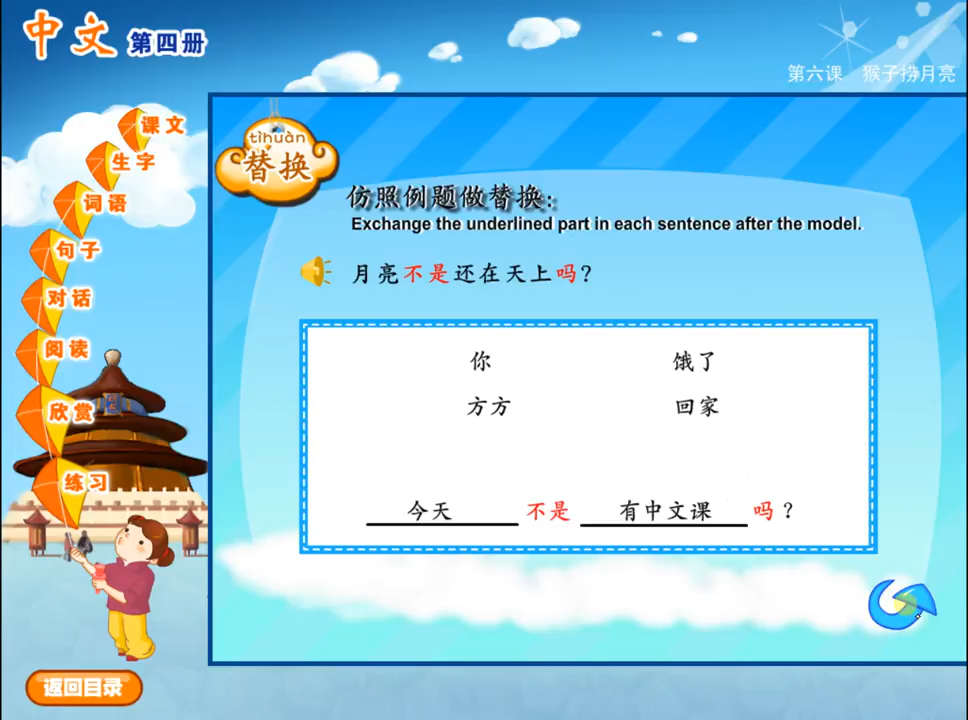 中文 第四册
第六课 猴子捞月亮
课文
生字
词语
句子
对话
阅读
欣赏
练习
返回目录
tìhuàn
替换
仿照例题做替换:
Exchange the underlined part in each sentence after the model.
月亮不是还在天上吗?
你 饿了
方方 回家
今天 不是 有中文课 吗?